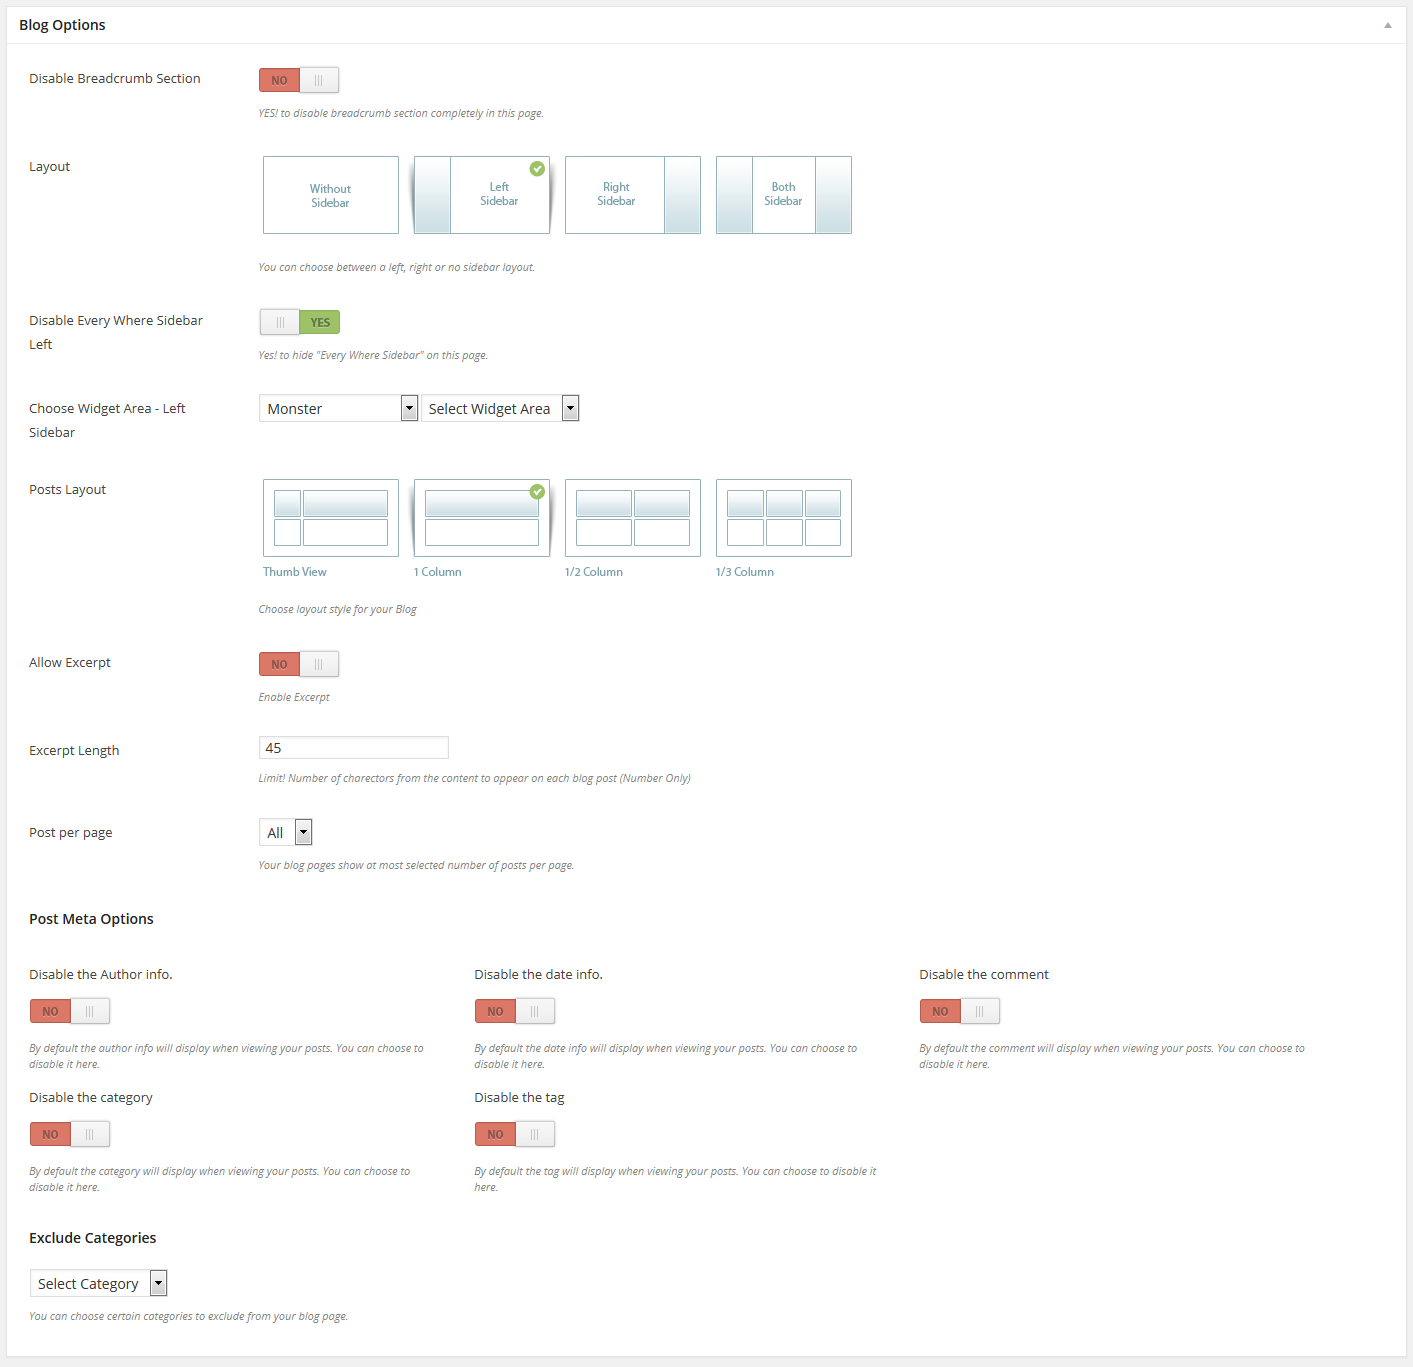 Blog Options
Disable Breadcrumb Section
NO
YES! to disable breadcrumb section completely in this page.
Layout
Without
Sidebar
Left
Sidebar
Right
Sidebar
Both
Sidebar
You can choose between a left, right or no sidebar layout.
Disable Every Where Sidebar
Left
YES
Yes! to hide "Every Where Sidebar" on this page.
Choose Widget Area - Left
Sidebar
Monster
Select Widget Area
Posts Layout
Thumb View
1 Column
1/2 Column
1/3 Column
Choose layout style for your Blog
Allow Excerpt
NO
Enable Excerpt
Excerpt Length
45
Limit! Number of charectors from the content to appear on each blog post (Number Only)
Post per page
All
Your blog pages show at most selected number of posts per page.
Post Meta Options
Disable the Author info.
NO
By default the author info will display when viewing your posts. You can choose to
disable it here.
Disable the date info.
NO
By default the date info will display when viewing your posts. You can choose to
disable it here.
Disable the comment
NO
By default the comment will display when viewing your posts. You can choose to
disable it here.
Disable the category
NO
By default the category will display when viewing your posts. You can choose to
disable it here.
Disable the tag
NO
By default the tag will display when viewing your posts. You can choose to disable it
here.
Exclude Categories
Select Category
You can choose certain categories to exclude from your blog page.